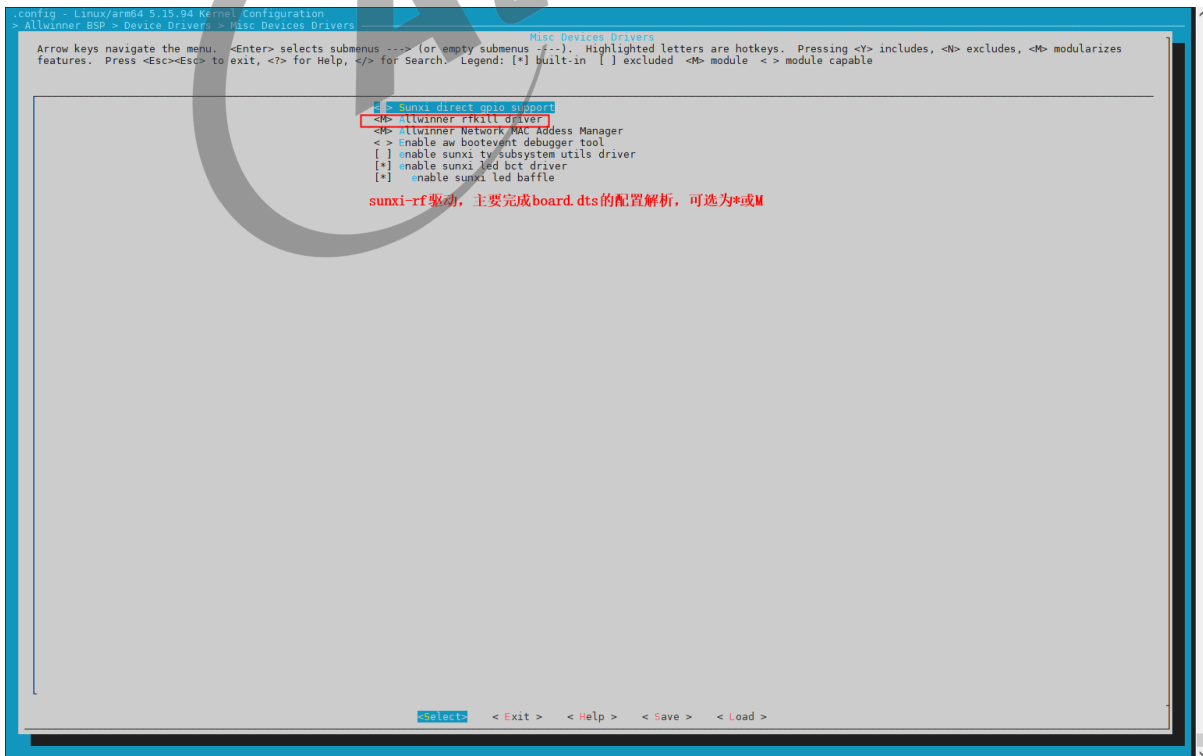 .config - Linux/arm64 5.15.94 Kernel Configuration
> Allwinner BSP > Device Drivers > Misc Devices Drivers
Misc Devices Drivers
Arrow keys navigate the menu. <Enter> selects submenus ---> (or empty submenus ----). Highlighted letters are hotkeys. Pressing <Y> includes, <N> excludes, <M> modularizes
features. Press <Esc><Esc> to exit, <?> for Help, </> for Search. Legend: [*] built-in [ ] excluded <M> module < > module capable
< > Sunxi direct gpio support
<M> Allwinner rfkill driver
<M> Allwinner Network MAC Addess Manager
< > Enable aw bootevent debugger tool
[ ] enable sunxi tv subsystem utils driver
[*] enable sunxi led bct driver
[*]   enable sunxi led baffle
sunxi-rf驱动，主要完成board.dts的配置解析，可选为*或M
<Select> < Exit > < Help > < Save > < Load >